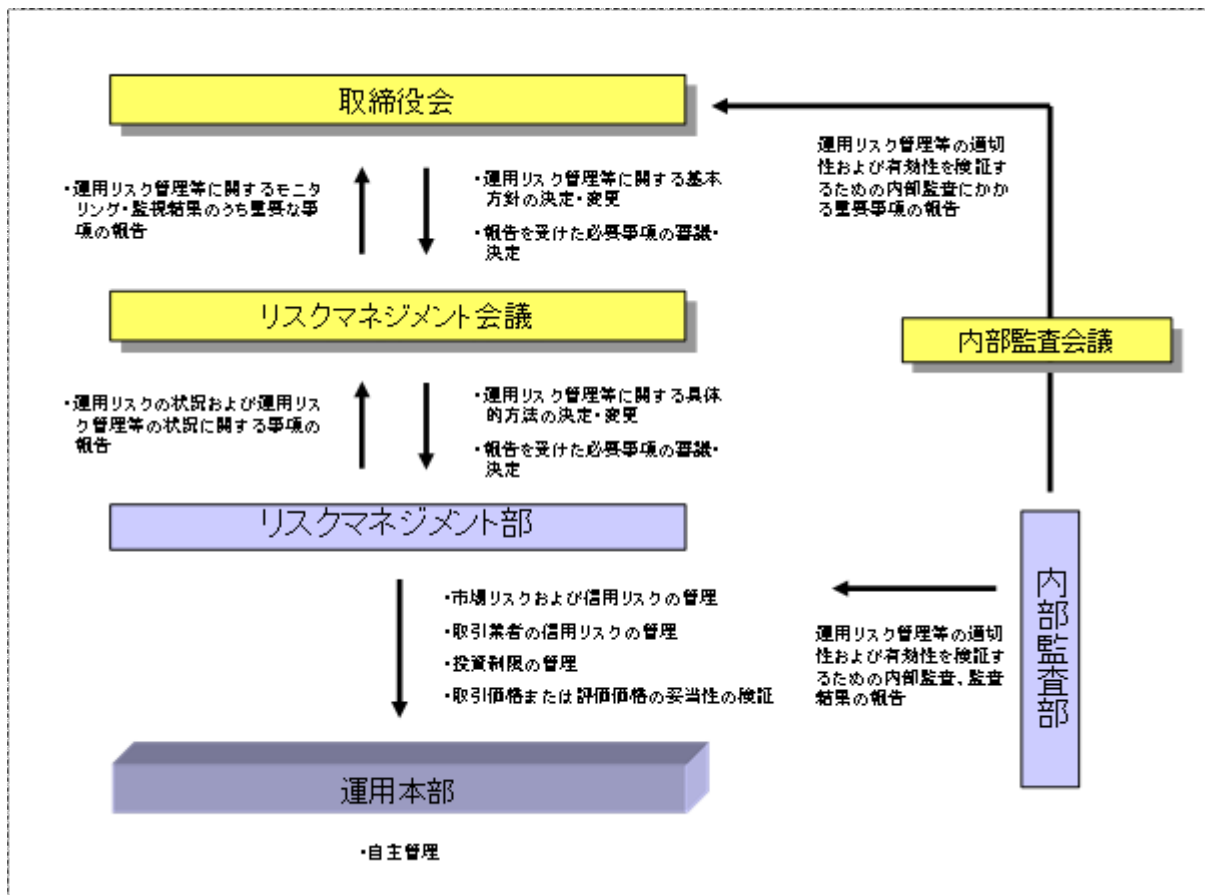 取締役会
・運用リスク管理等に関するモニ
タリング・監視結果のうち重要な事
項の報告
・運用リスク管理等に関する基本
方針の決定・変更
・報告を受けた必要事項の審議・
決定
運用リスク管理等の適切
性および有効性を検証す
るための内部監査にかか
る重要事項の報告
リスクマネジメント会議
内部監査会議
・運用リスクの状況および運用リス
ク管理等の状況に関する事項の
報告
・運用リスク管理等に関する具体
的方法の決定・変更
・報告を受けた必要事項の審議・
決定
リスクマネジメント部
内部監査部
・市場リスクおよび信用リスクの管理
・取引業者の信用リスクの管理
・投資制限の管理
・取引価格または評価価格の妥当性の検証
運用リスク管理等の適切
性および有効性を検証す
るための内部監査、監査
結果の報告
運用本部
・自主管理